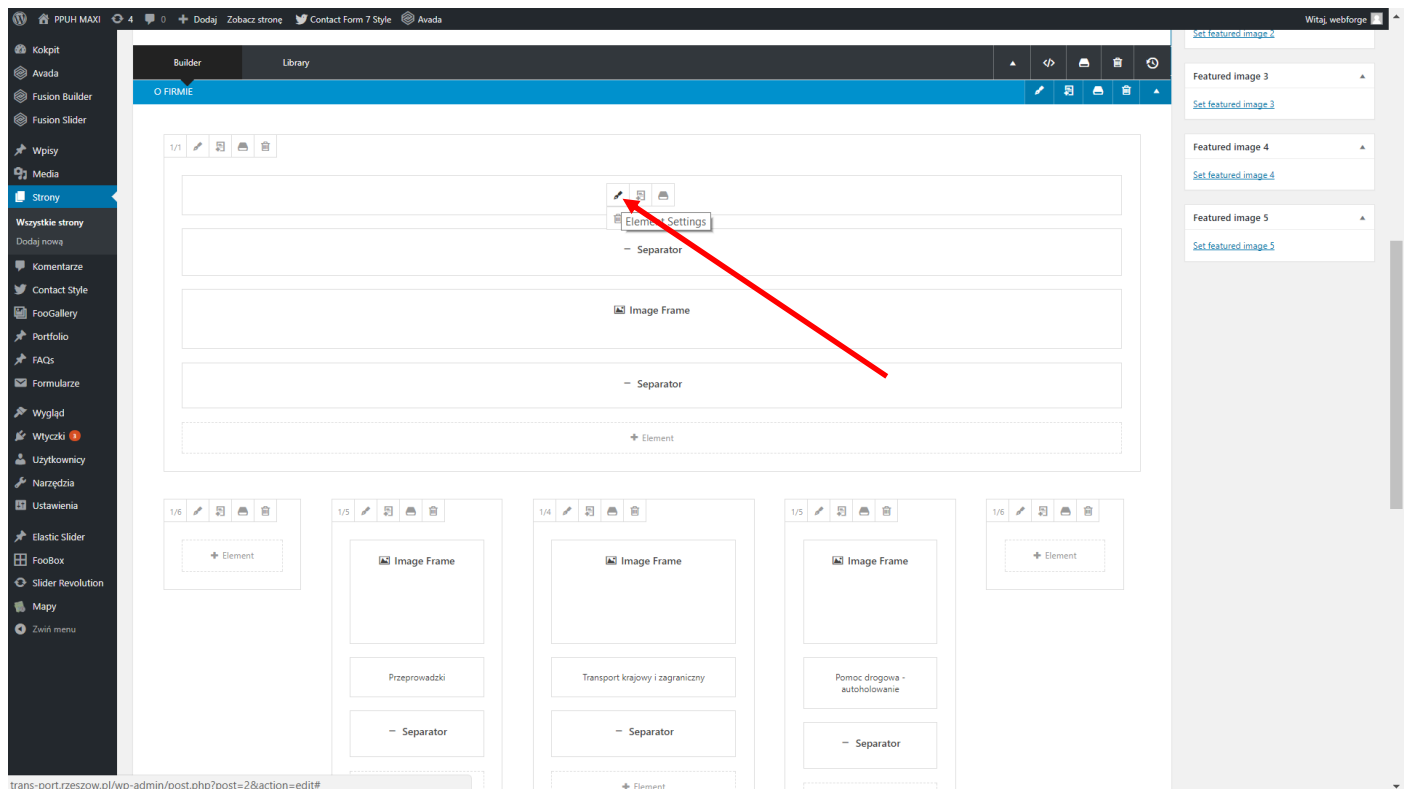 PPUH MAXI 4 0 + Dodaj Zobacz stronę Contact Form 7 Style Avada Witaj, webforge
Kokpit
Avada
Fusion Builder
Fusion Slider
Wpisy
Media
Strony
Wszystkie strony
Dodaj nową
Komentarze
Contact Style
FooGallery
Portfolio
FAQs
Formularze
Wygląd
Wtyczki 3
Użytkownicy
Narzędzia
Ustawienia
Elastic Slider
FooBox
Slider Revolution
Mapy
Zwiń menu
Builder Library
O FIRMIE
1/1
Element Settings
Separator
Image Frame
Separator
+ Element
1/6 1/5 1/4 1/5 1/6
+ Element Image Frame Image Frame Image Frame + Element
Przeprowadzki Transport krajowy i zagraniczny Pomoc drogowa -
autoholowanie
Separator Separator Separator
+ Element
Set featured image 2
Featured image 3
Set featured image 3
Featured image 4
Set featured image 4
Featured image 5
Set featured image 5
trans-port.rzeszow.pl/wp-admin/post.php?post=2&action=edit#